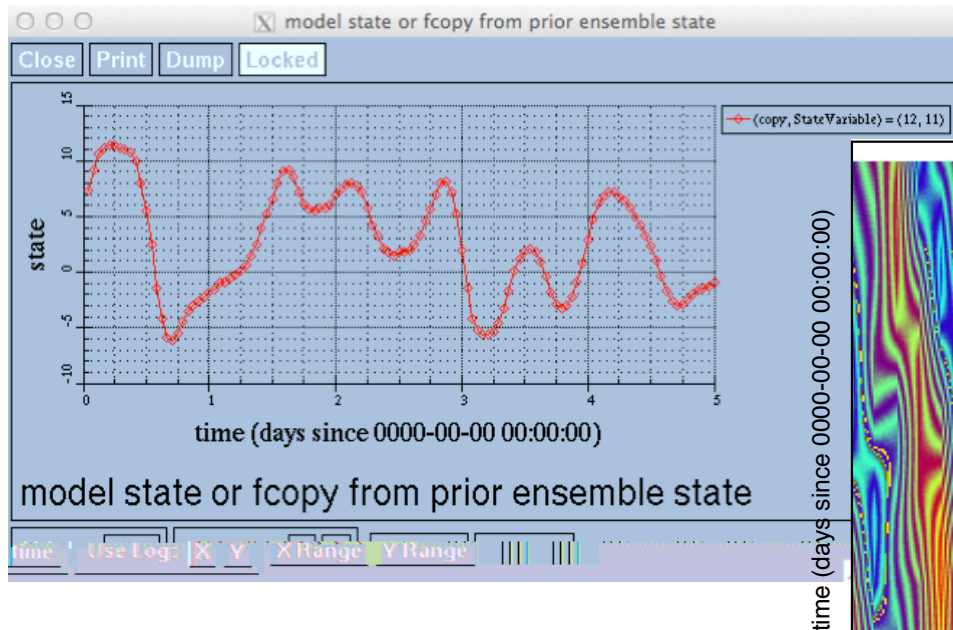 model state or fcopy from prior ensemble state
Close Print Dump Locked
(copy, StateVariable) = (12, 11)
15
10
5
0
-5
-10
state
0 1 2 3 4 5
time (days since 0000-00-00 00:00:00)
model state or fcopy from prior ensemble state
time Use Log: X Y X Range Y Range
time (days since 0000-00-00 00:00:00)